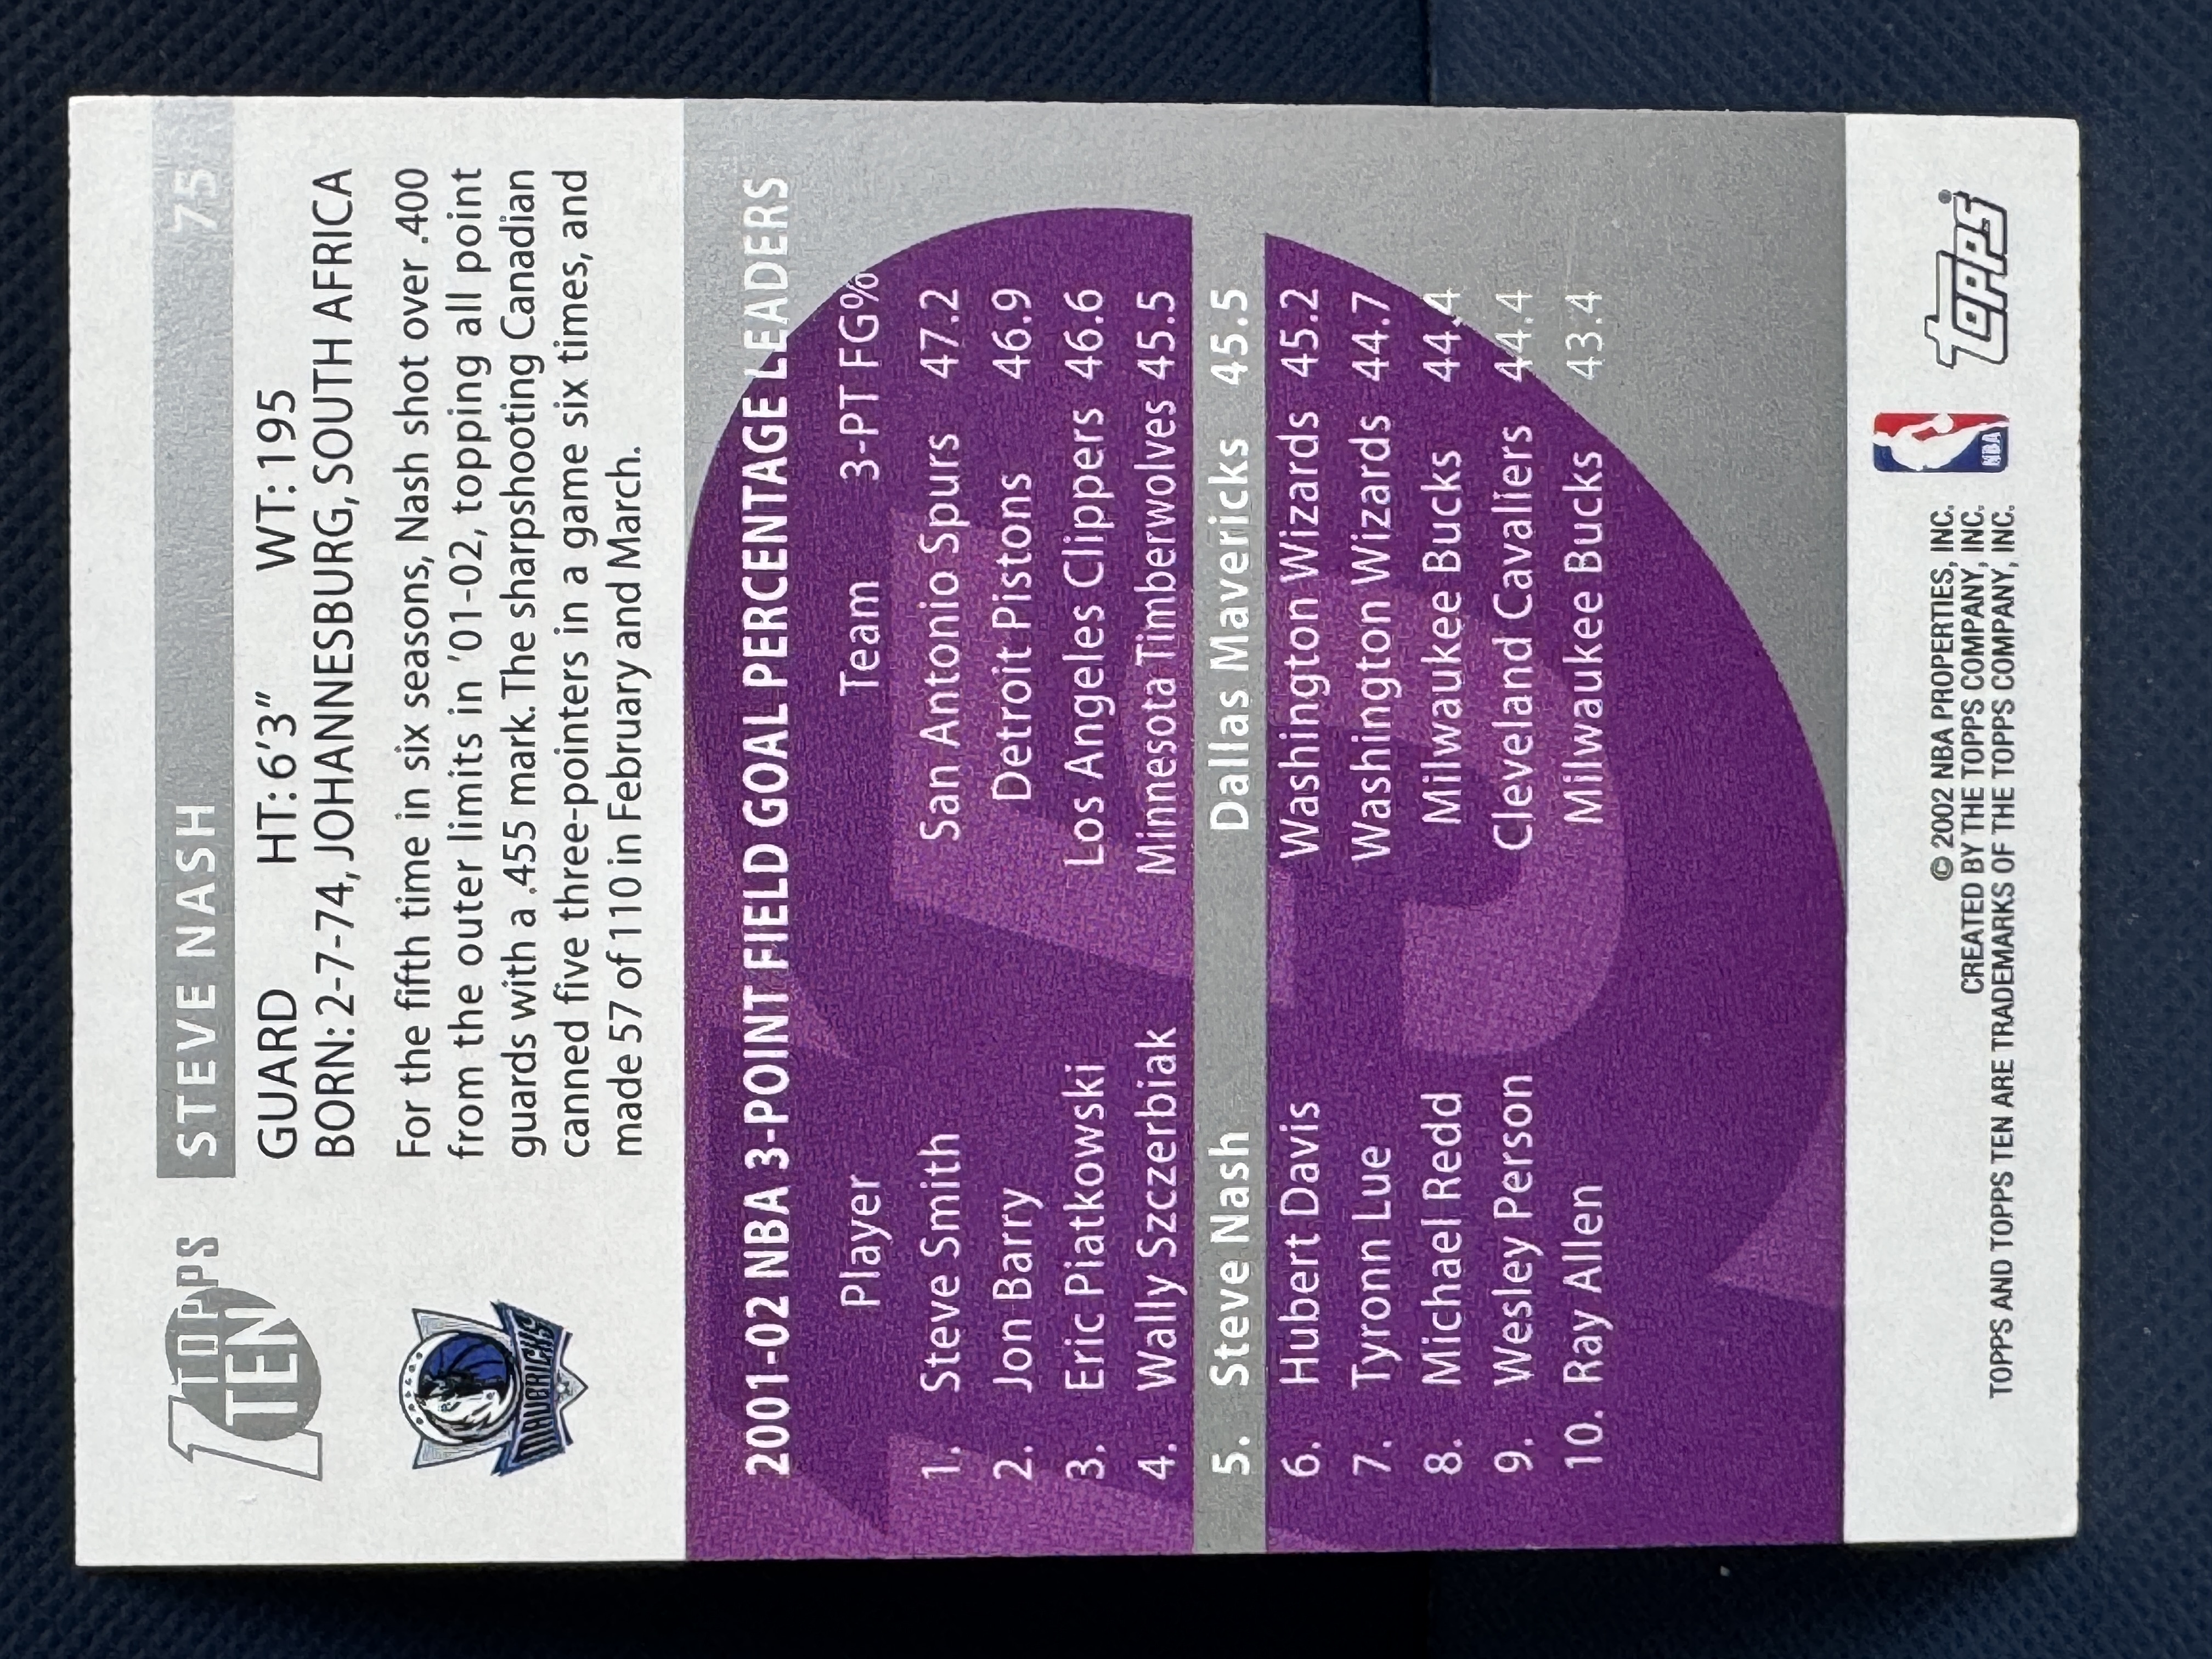 TOPPS
TEN
STEVE NASH 75
GUARD HT: 6'3" WT: 195
BORN: 2-7-74, JOHANNESBURG, SOUTH AFRICA
MAVERICKS
For the fifth time in six seasons, Nash shot over .400
from the outer limits in '01-02, topping all point
guards with a .455 mark. The sharpshooting Canadian
canned five three-pointers in a game six times, and
made 57 of 110 in February and March.
2001-02 NBA 3-POINT FIELD GOAL PERCENTAGE LEADERS
Player Team 3-PT FG%
1. Steve Smith San Antonio Spurs 47.2
2. Jon Barry Detroit Pistons 46.9
3. Eric Piatkowski Los Angeles Clippers 46.6
4. Wally Szczerbiak Minnesota Timberwolves 45.5
5. Steve Nash Dallas Mavericks 45.5
6. Hubert Davis Washington Wizards 45.2
7. Tyronn Lue Washington Wizards 44.7
8. Michael Redd Milwaukee Bucks 44.4
9. Wesley Person Cleveland Cavaliers 44.4
10. Ray Allen Milwaukee Bucks 43.4
© 2002 NBA PROPERTIES, INC.
CREATED BY THE TOPPS COMPANY, INC.
TOPPS AND TOPPS TEN ARE TRADEMARKS OF THE TOPPS COMPANY, INC.
NBA
TOPPS®